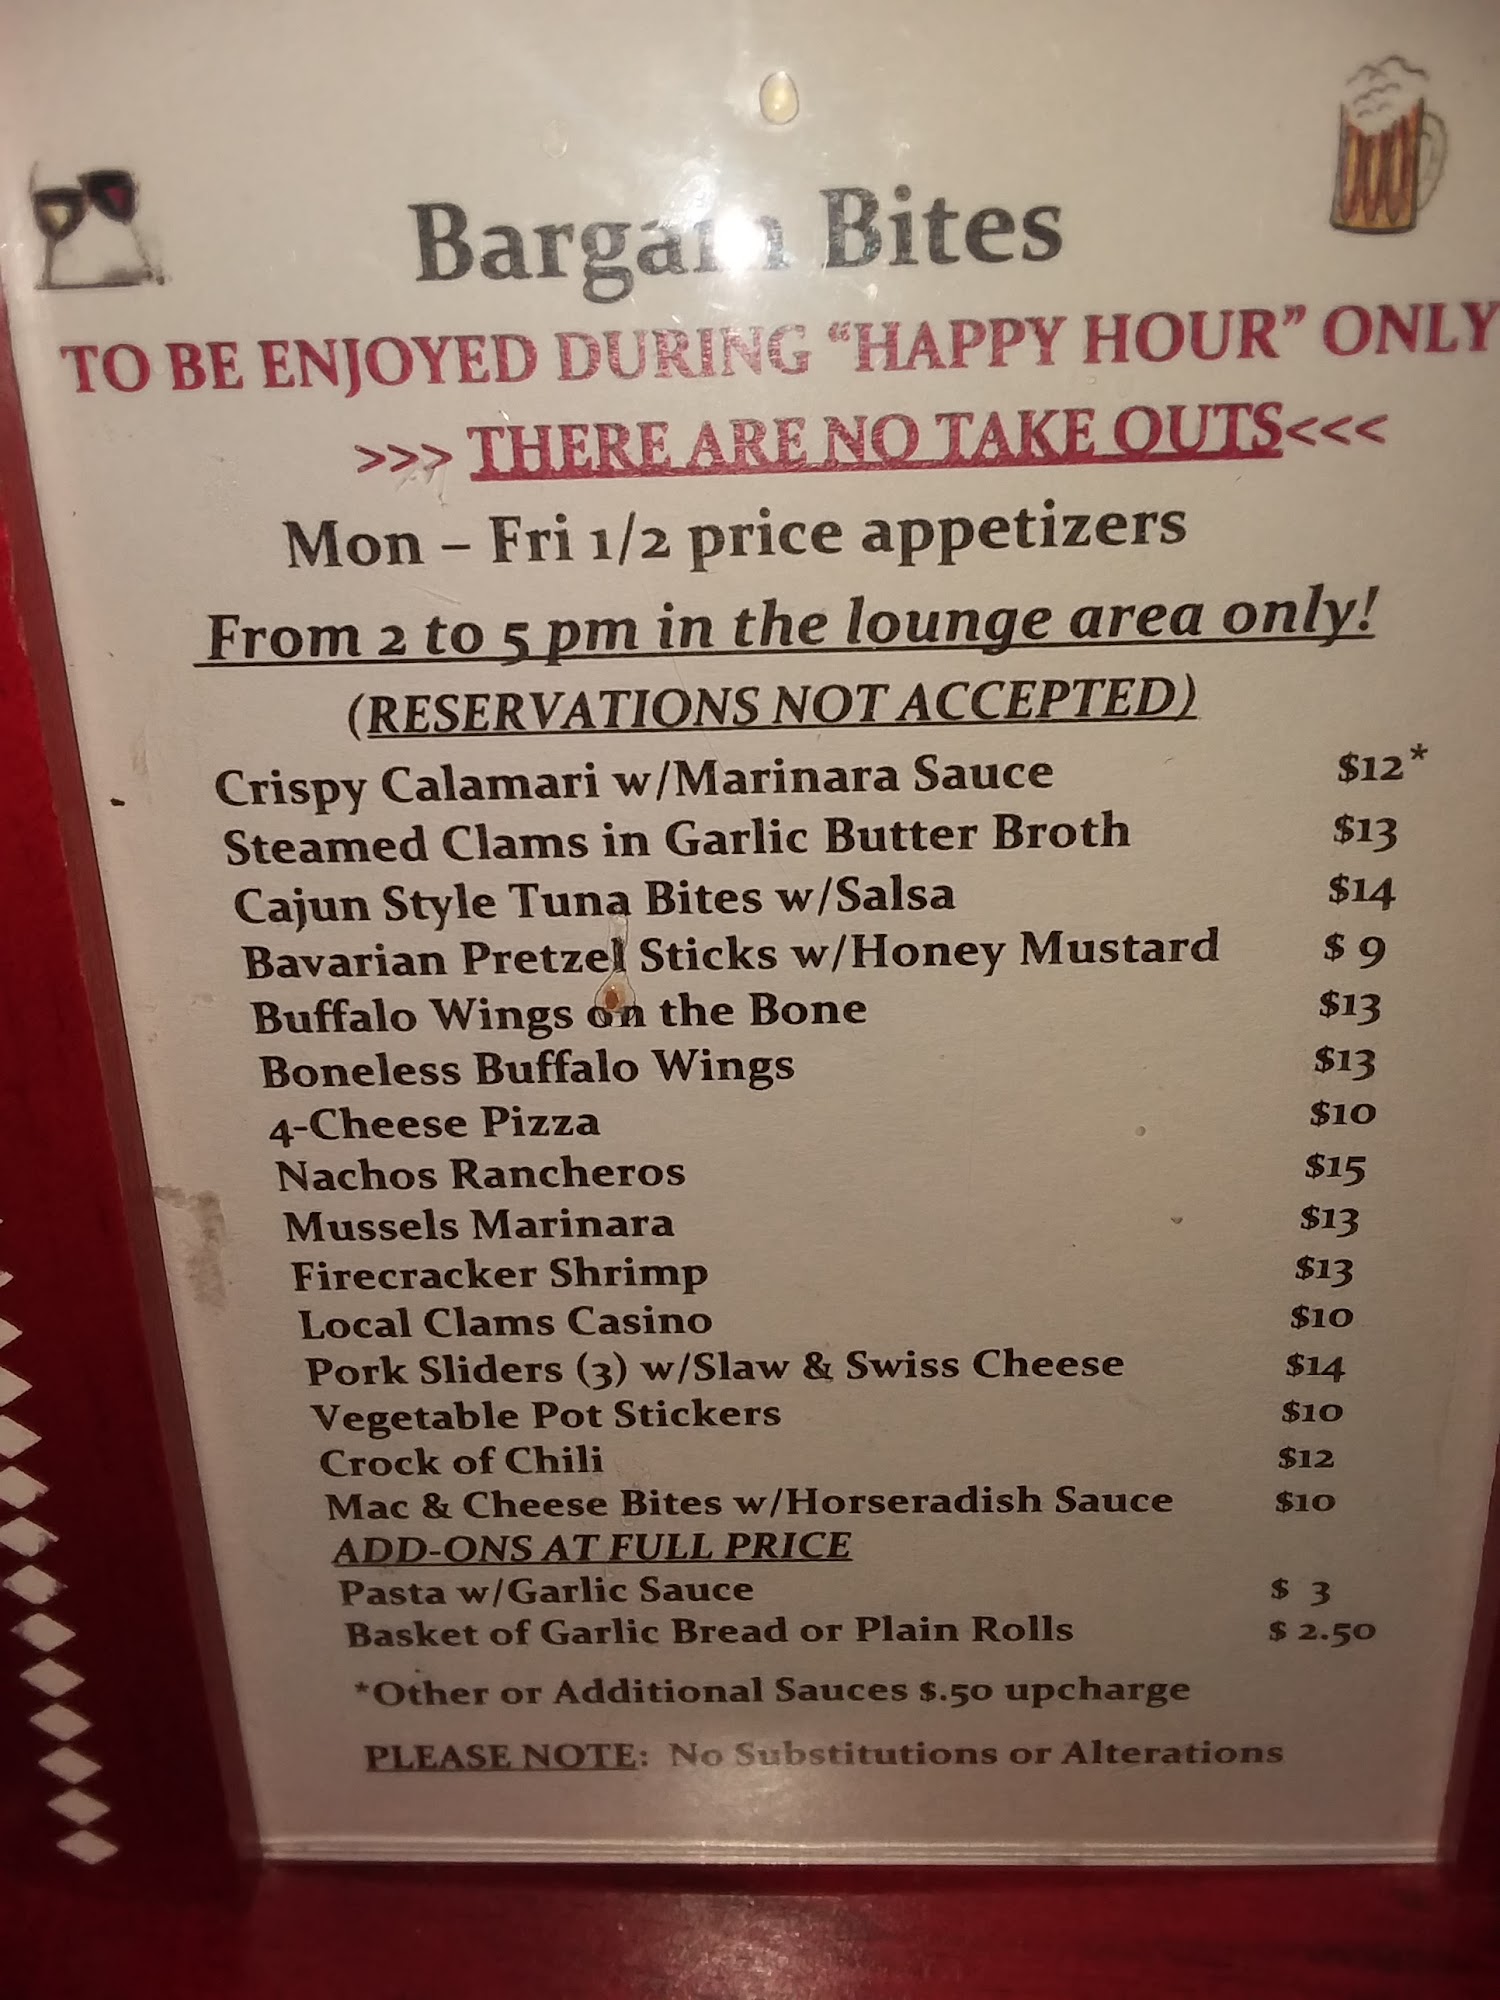 Bargain Bites
TO BE ENJOYED DURING “HAPPY HOUR” ONLY
>>> THERE ARE NO TAKE OUTS<<<
Mon – Fri 1/2 price appetizers
From 2 to 5 pm in the lounge area only!
(RESERVATIONS NOT ACCEPTED)
Crispy Calamari w/Marinara Sauce $12*
Steamed Clams in Garlic Butter Broth $13
Cajun Style Tuna Bites w/Salsa $14
Bavarian Pretzel Sticks w/Honey Mustard $ 9
Buffalo Wings on the Bone $13
Boneless Buffalo Wings $13
4-Cheese Pizza $10
Nachos Rancheros $15
Mussels Marinara $13
Firecracker Shrimp $13
Local Clams Casino $10
Pork Sliders (3) w/Slaw & Swiss Cheese $14
Vegetable Pot Stickers $10
Crock of Chili $12
Mac & Cheese Bites w/Horseradish Sauce $10
ADD-ONS AT FULL PRICE
Pasta w/Garlic Sauce $ 3
Basket of Garlic Bread or Plain Rolls $ 2.50
*Other or Additional Sauces $.50 upcharge
PLEASE NOTE: No Substitutions or Alterations